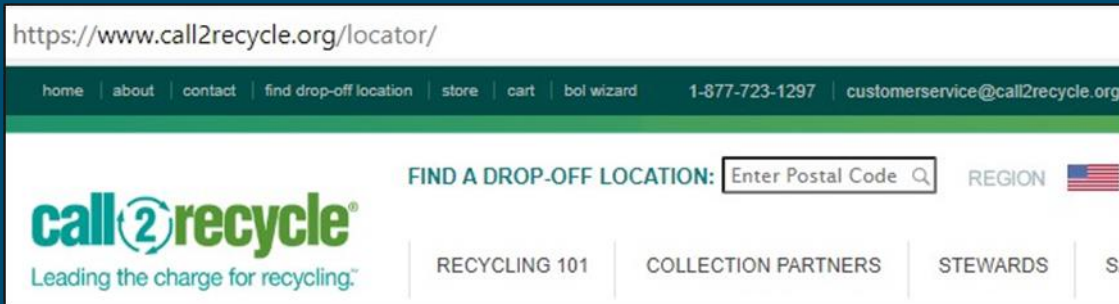 https://www.call2recycle.org/locator/
home | about | contact | find drop-off location | store | cart | bol wizard 1-877-723-1297 | customerservice@call2recycle.org
FIND A DROP-OFF LOCATION: Enter Postal Code REGION
call2recycle®
Leading the charge for recycling.™
RECYCLING 101 COLLECTION PARTNERS STEWARDS S